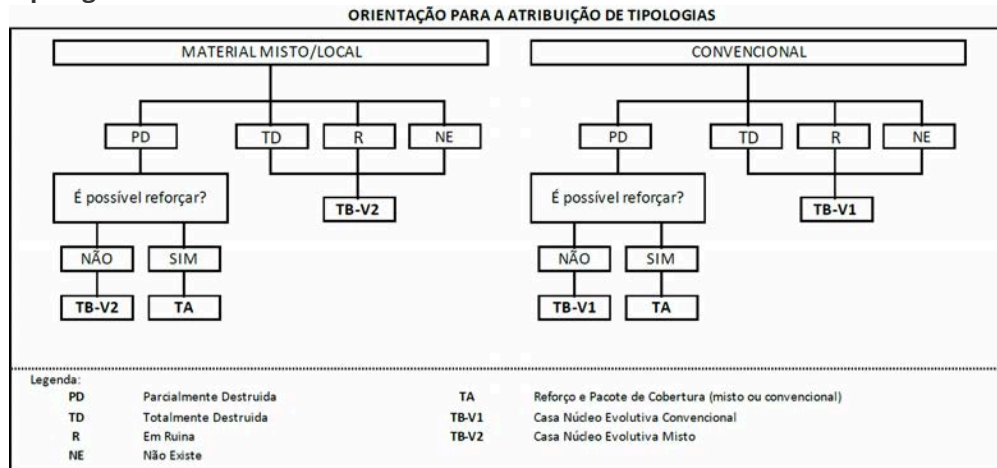 ORIENTAÇÃO PARA A ATRIBUIÇÃO DE TIPOLOGIAS
MATERIAL MISTO/LOCAL
CONVENCIONAL
PD TD R NE
PD TD R NE
É possível reforçar?
TB-V2
É possível reforçar?
TB-V1
NÃO SIM
NÃO SIM
TB-V2 TA
TB-V1 TA
Legenda:
PD Parcialmente Destruida
TA Reforço e Pacote de Cobertura (misto ou convencional)
TD Totalmente Destruida
TB-V1 Casa Núcleo Evolutiva Convencional
R Em Ruina
TB-V2 Casa Núcleo Evolutiva Misto
NE Não Existe